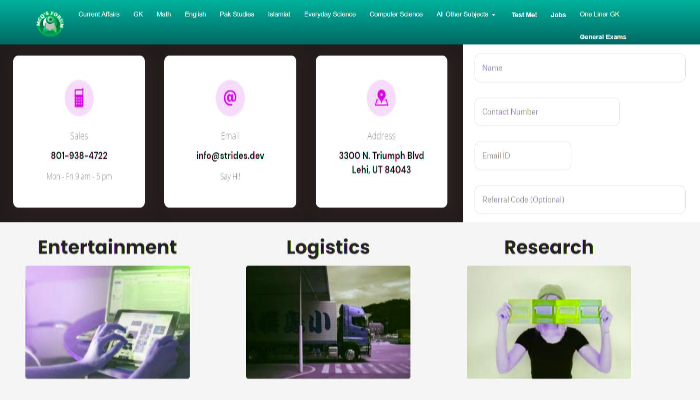 MCQ'S FORUM
Current Affairs GK Math English Pak Studies Islamiat Everyday Science Computer Science All Other Subjects Test Me! Jobs One Liner GK
General Exams
Sales
801-938-4722
Mon - Fri 9 am - 5 pm
Email
info@strides.dev
Say Hi!
Address
3300 N. Triumph Blvd
Lehi, UT 84043
Name
Contact Number
Email ID
Referral Code (Optional)
Entertainment
Logistics
Research